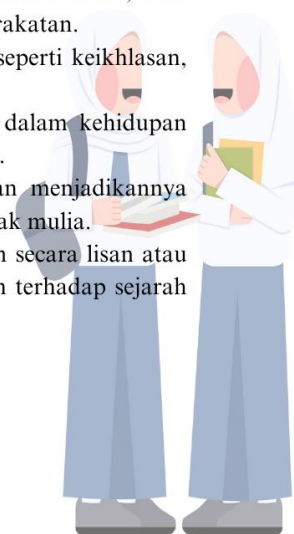 rakatan.
seperti keikhlasan,
dalam kehidupan
an menjadikannya
ak mulia.
n secara lisan atau
n terhadap sejarah